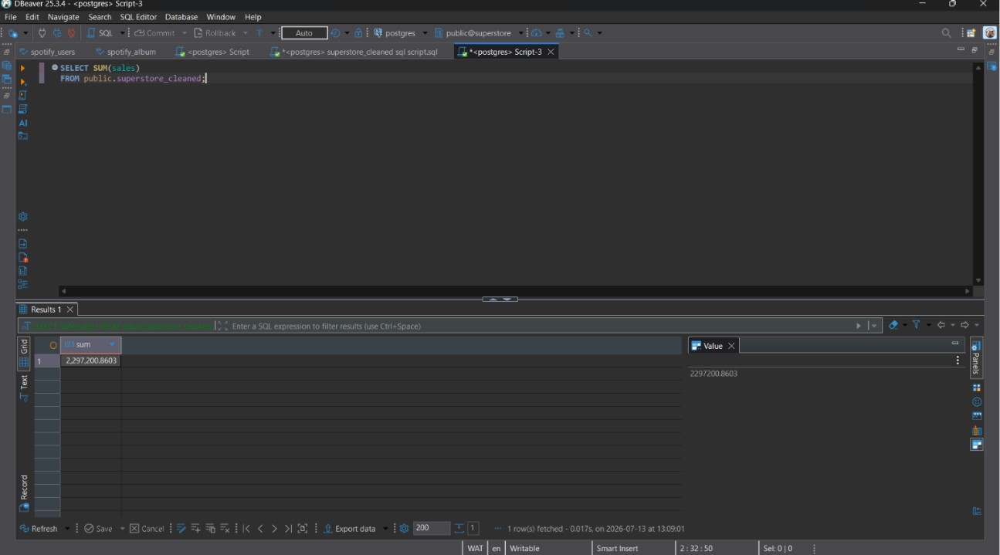 DBeaver 25.3.4 - <postgres> Script-3
File Edit Navigate Search SQL Editor Database Window Help
SQL Commit Rollback T Auto postgres public@superstore
spotify_users spotify_album <postgres> Script *<postgres> superstore_cleaned sql script.sql *<postgres> Script-3
SELECT SUM(sales)
FROM public.superstore_cleaned;
AI
Results 1
Enter a SQL expression to filter results (use Ctrl+Space)
Grid
Text
Record
123 sum
1 2,297,200.8603
Value
2297200.8603
Panels
Refresh Save Cancel Export data 200 1 1 row(s) fetched - 0.017s, on 2026-07-13 at 13:09:01
WAT en Writable Smart Insert 2 : 32 : 50 Sel: 0 | 0